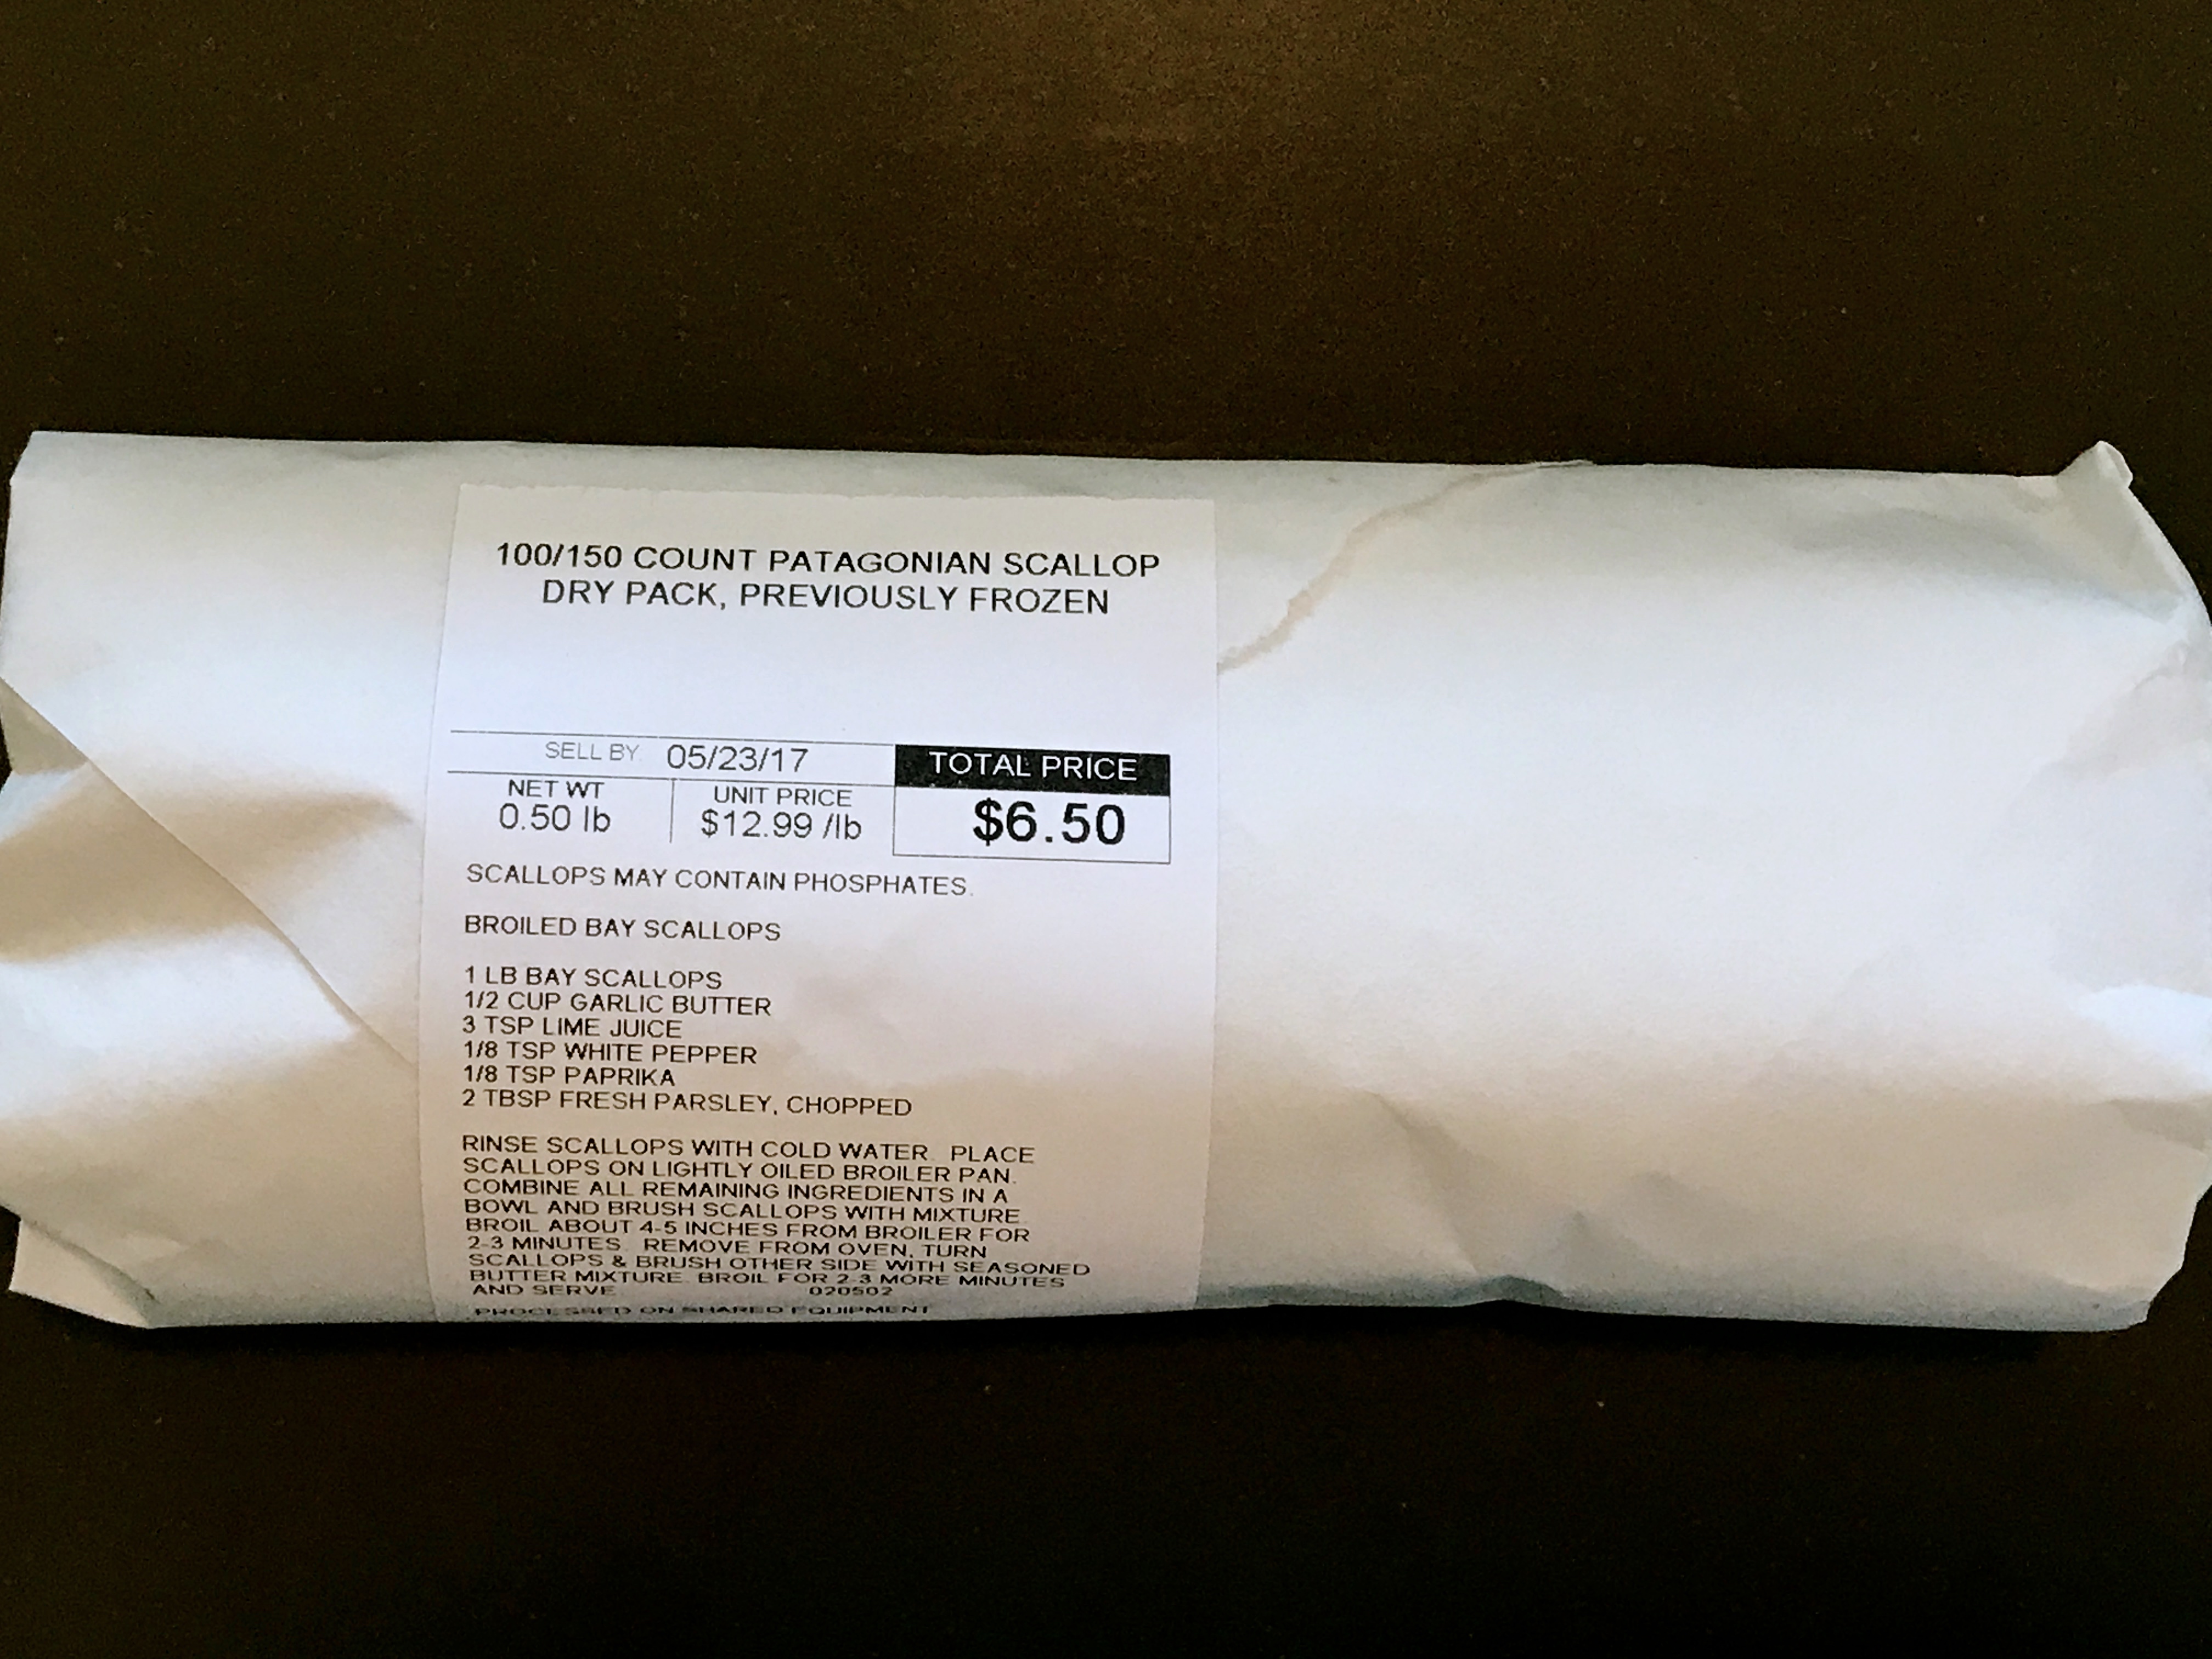 100/150 COUNT PATAGONIAN SCALLOP
DRY PACK, PREVIOUSLY FROZEN
SELL BY 05/23/17
TOTAL PRICE
NET WT
0.50 lb
UNIT PRICE
$12.99 /lb
$6.50
SCALLOPS MAY CONTAIN PHOSPHATES.
BROILED BAY SCALLOPS
1 LB BAY SCALLOPS
1/2 CUP GARLIC BUTTER
3 TSP LIME JUICE
1/8 TSP WHITE PEPPER
1/8 TSP PAPRIKA
2 TBSP FRESH PARSLEY, CHOPPED
RINSE SCALLOPS WITH COLD WATER. PLACE
SCALLOPS ON LIGHTLY OILED BROILER PAN.
COMBINE ALL REMAINING INGREDIENTS IN A
BOWL AND BRUSH SCALLOPS WITH MIXTURE.
BROIL ABOUT 4-5 INCHES FROM BROILER FOR
2-3 MINUTES. REMOVE FROM OVEN, TURN
SCALLOPS & BRUSH OTHER SIDE WITH SEASONED
BUTTER MIXTURE. BROIL FOR 2-3 MORE MINUTES
AND SERVE 020502
PROCESSED ON SHARED EQUIPMENT